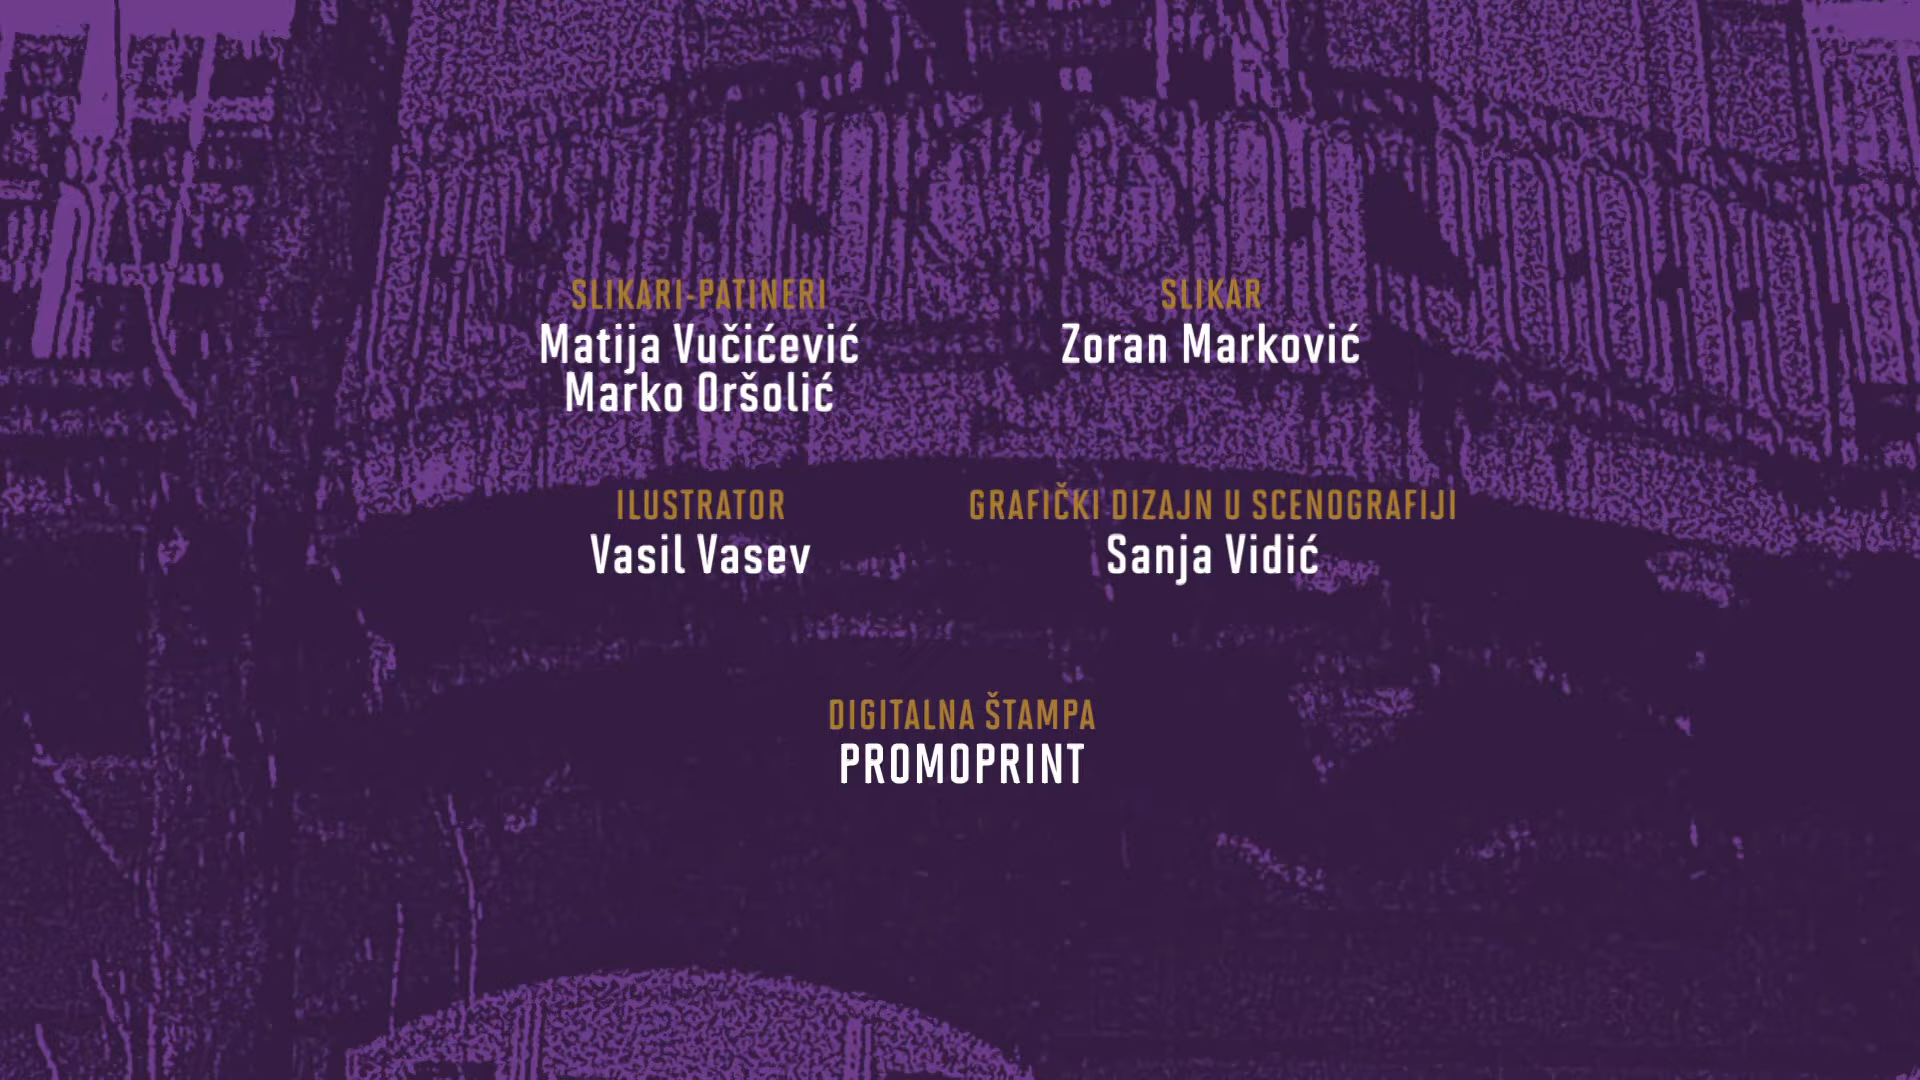 SLIKARI-PATINERI
Matija Vučićević
Marko Oršolić
SLIKAR
Zoran Marković
ILUSTRATOR
Vasil Vasev
GRAFIČKI DIZAJN U SCENOGRAFIJI
Sanja Vidić
DIGITALNA ŠTAMPA
PROMOPRINT